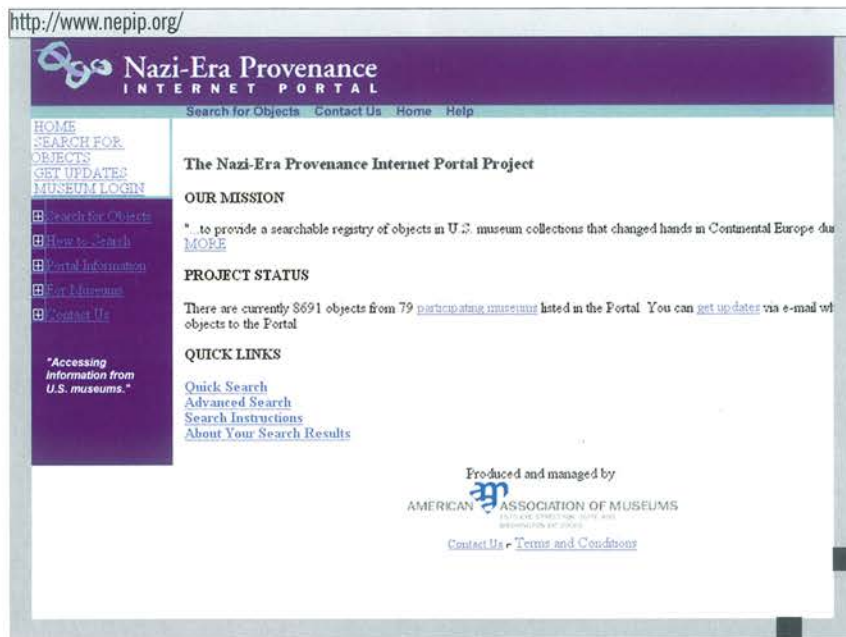 http://www.nepip.org/
Nazi-Era Provenance
INTERNET PORTAL
Search for Objects Contact Us Home Help
HOME
SEARCH FOR
OBJECTS
GET UPDATES
MUSEUM LOGIN
Search for Objects
How to Search
Portal Information
For Museums
Contact Us
"Accessing
information from
U.S. museums."
The Nazi-Era Provenance Internet Portal Project
OUR MISSION
"...to provide a searchable registry of objects in U.S. museum collections that changed hands in Continental Europe dur
MORE
PROJECT STATUS
There are currently 8691 objects from 79 participating museums listed in the Portal. You can get updates via e-mail wh
objects to the Portal
QUICK LINKS
Quick Search
Advanced Search
Search Instructions
About Your Search Results
Produced and managed by
AMERICAN ASSOCIATION OF MUSEUMS
Contact Us - Terms and Conditions